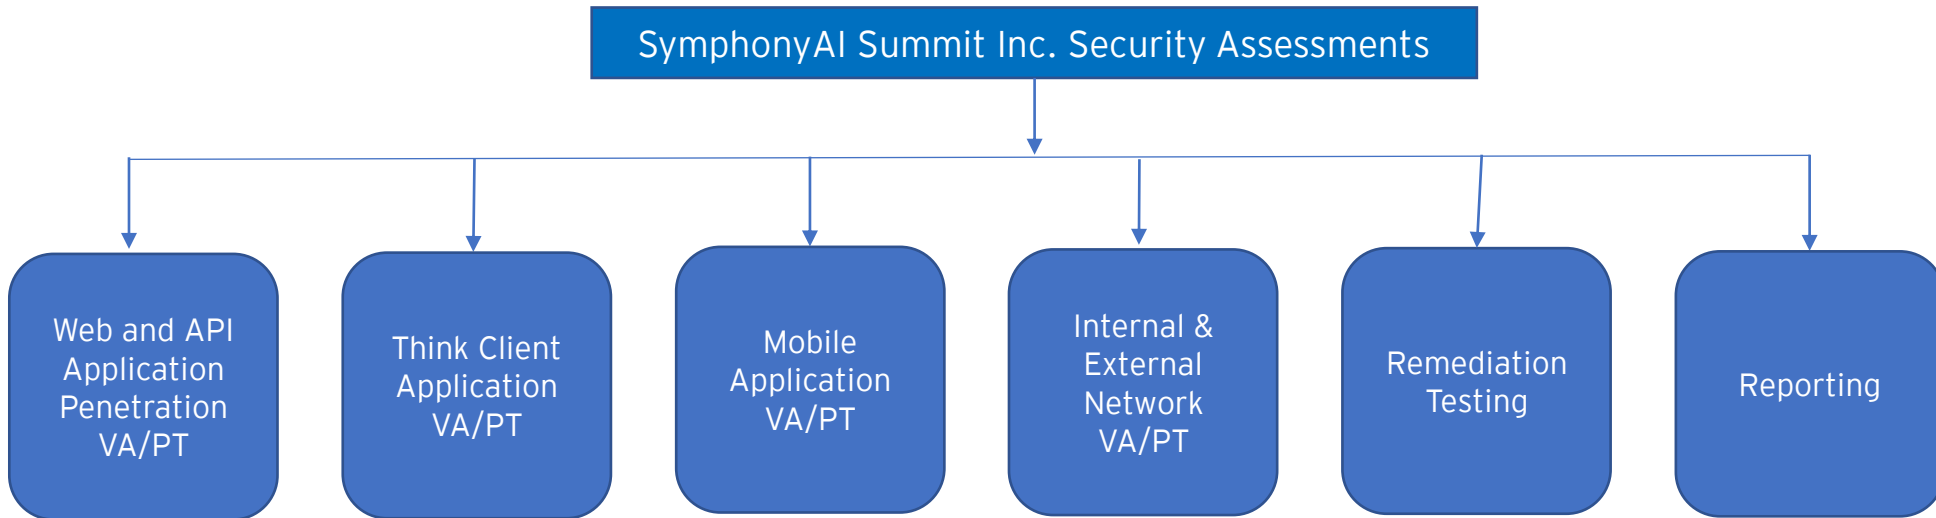 SymphonyAI Summit Inc. Security Assessments
Web and API
Application
Penetration
VA/PT
Think Client
Application
VA/PT
Mobile
Application
VA/PT
Internal &
External
Network
VA/PT
Remediation
Testing
Reporting